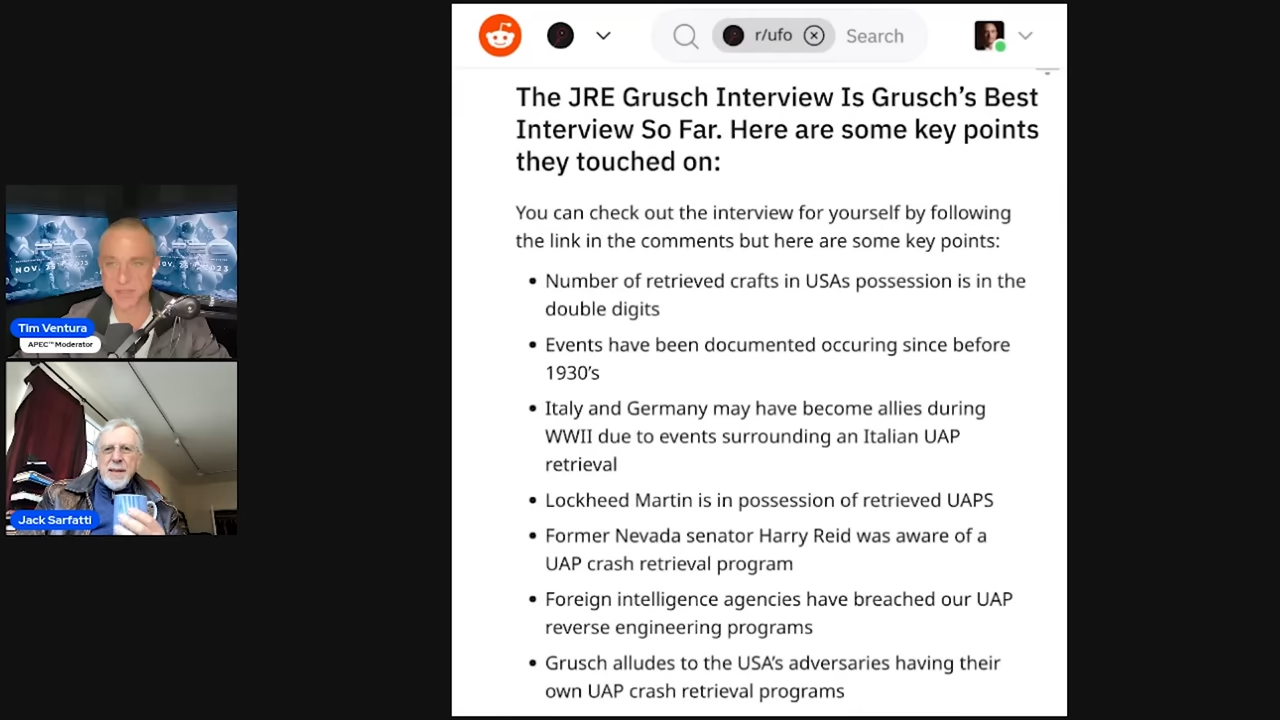 r/ufo
Search
The JRE Grusch Interview Is Grusch's Best
Interview So Far. Here are some key points
they touched on:
You can check out the interview for yourself by following
the link in the comments but here are some key points:
• Number of retrieved crafts in USAs possession is in the
double digits
• Events have been documented occuring since before
1930's
• Italy and Germany may have become allies during
WWII due to events surrounding an Italian UAP
retrieval
• Lockheed Martin is in possession of retrieved UAPS
• Former Nevada senator Harry Reid was aware of a
UAP crash retrieval program
• Foreign intelligence agencies have breached our UAP
reverse engineering programs
• Grusch alludes to the USA's adversaries having their
own UAP crash retrieval programs
Tim Ventura
APEC™ Moderator
Jack Sarfatti